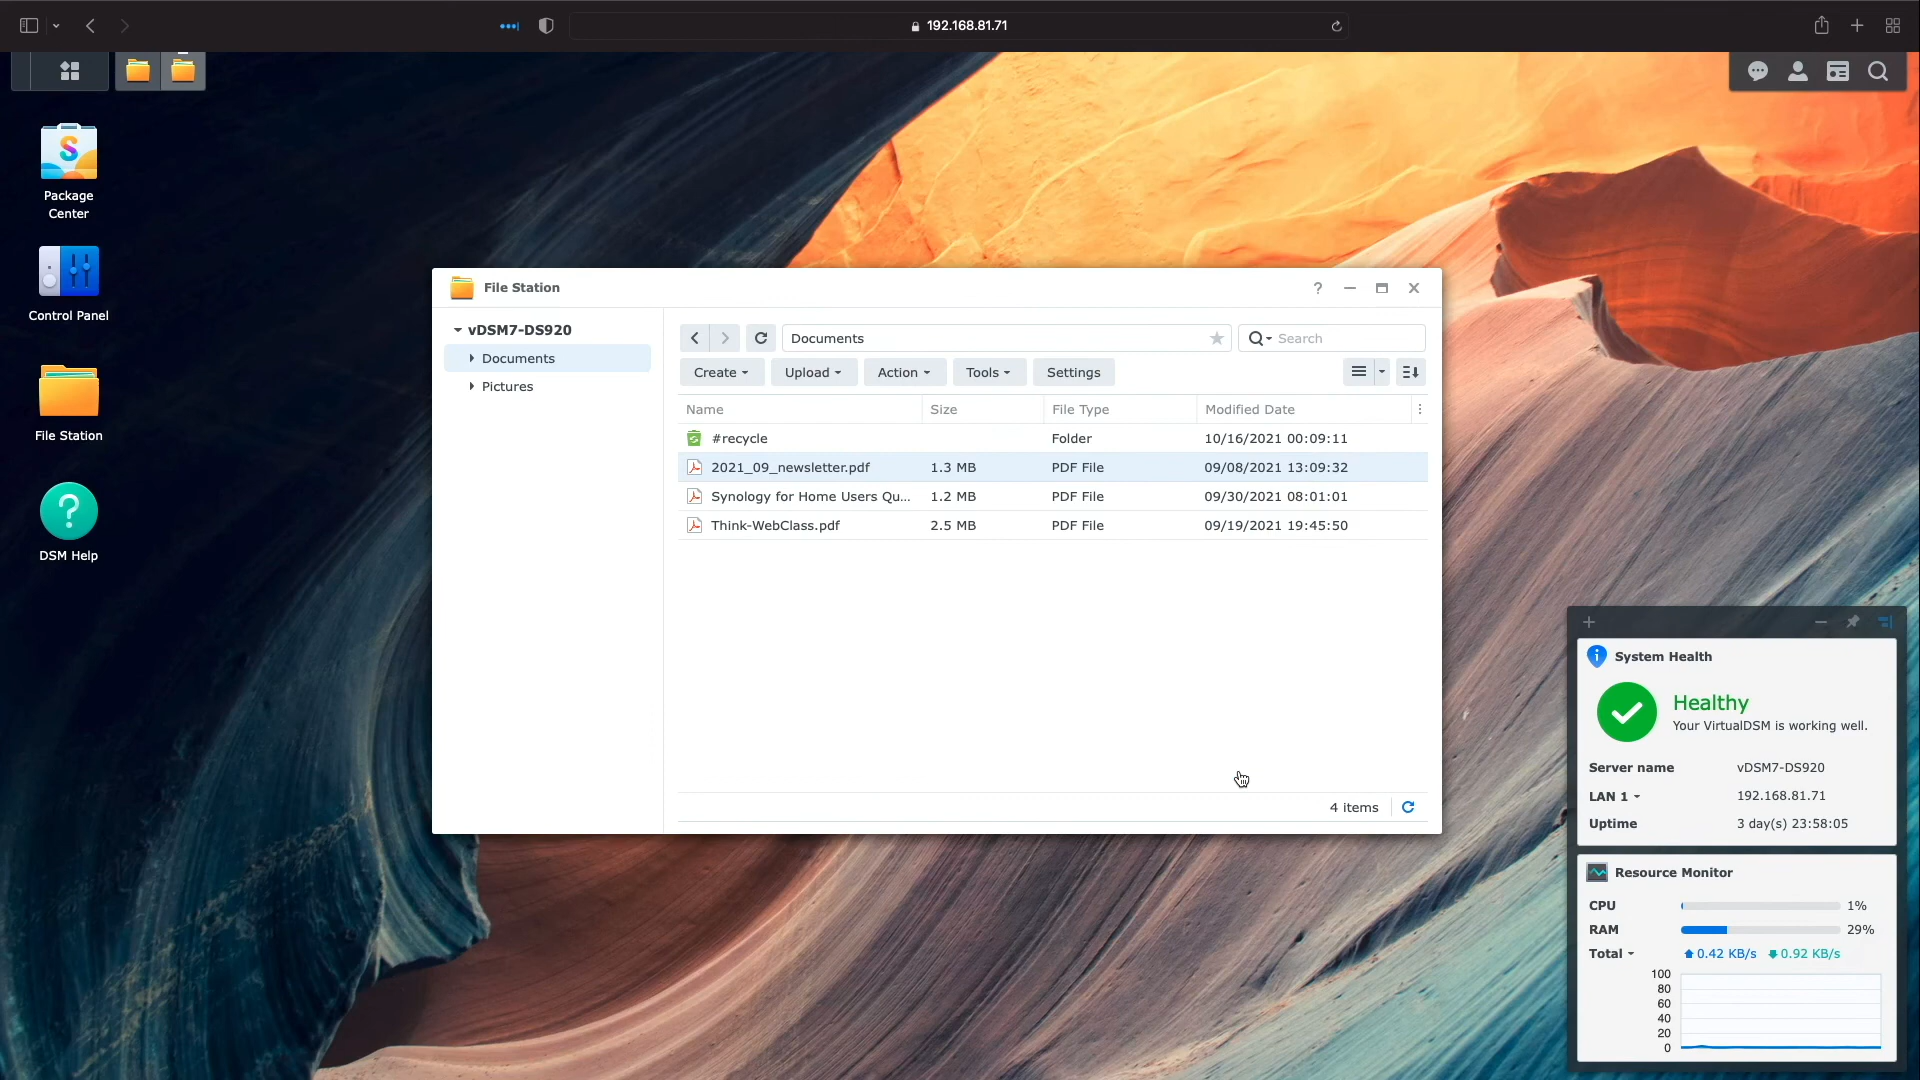 192.168.81.71
Package
Center
Control Panel
File Station
DSM Help
File Station
vDSM7-DS920
Documents
Pictures
Documents
Search
Create
Upload
Action
Tools
Settings
Name Size File Type Modified Date
#recycle Folder 10/16/2021 00:09:11
2021_09_newsletter.pdf 1.3 MB PDF File 09/08/2021 13:09:32
Synology for Home Users Qu... 1.2 MB PDF File 09/30/2021 08:01:01
Think-WebClass.pdf 2.5 MB PDF File 09/19/2021 19:45:50
4 items
System Health
Healthy
Your VirtualDSM is working well.
Server name vDSM7-DS920
LAN 1 192.168.81.71
Uptime 3 day(s) 23:58:05
Resource Monitor
CPU 1%
RAM 29%
Total 0.42 KB/s 0.92 KB/s
100
80
60
40
20
0